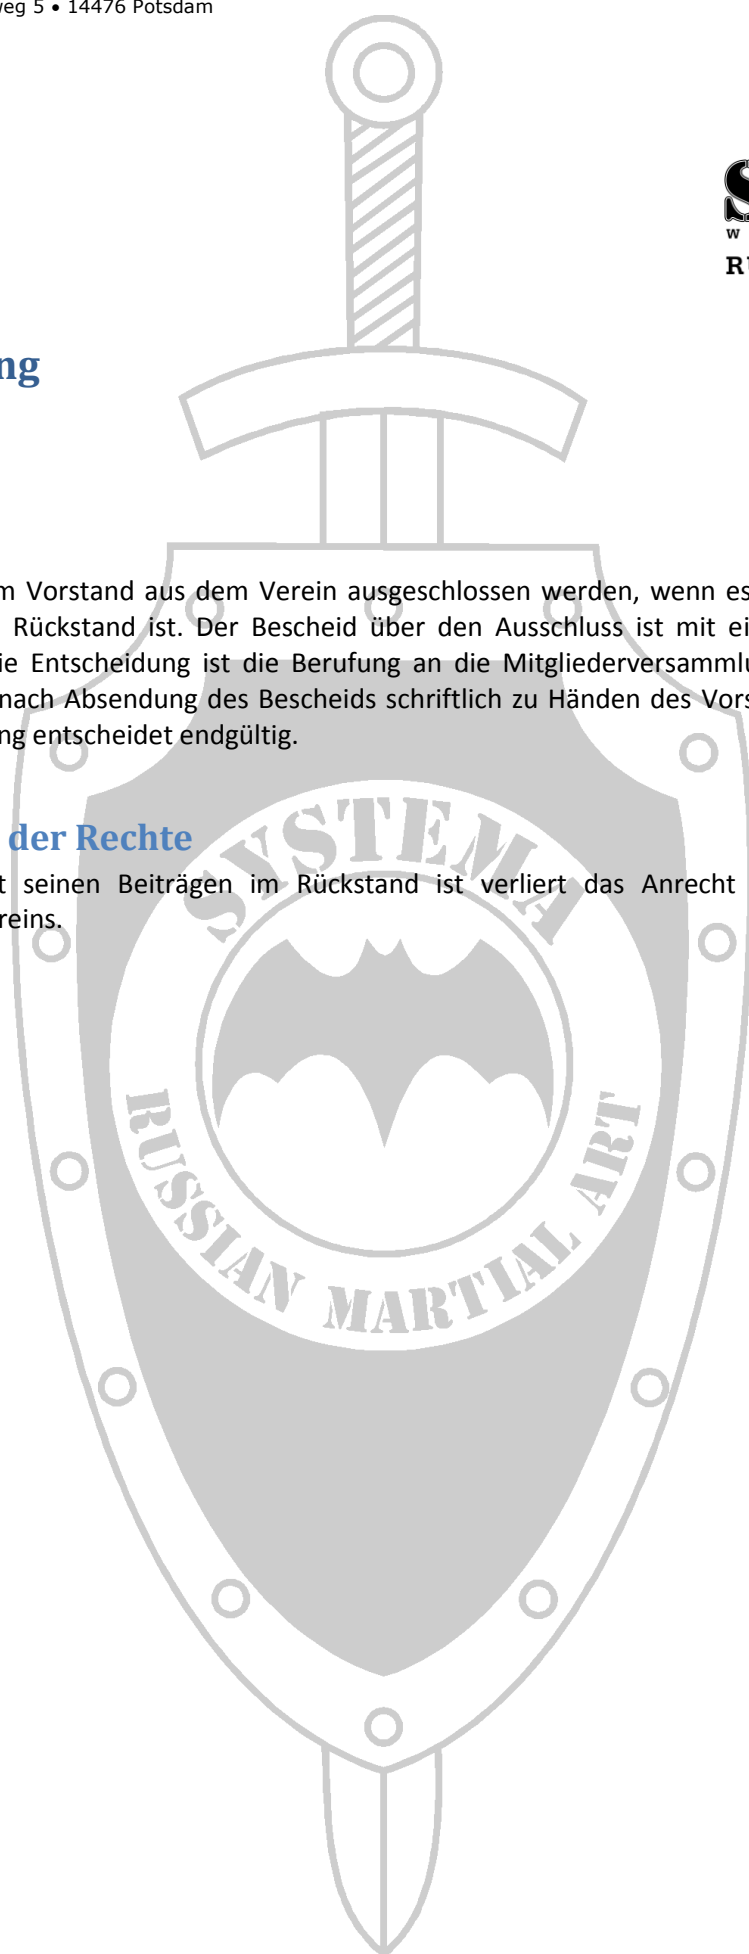 weg 5 • 14476 Potsdam
S
W
RU
ng
m Vorstand aus dem Verein ausgeschlossen werden, wenn es
Rückstand ist. Der Bescheid über den Ausschluss ist mit ei
ie Entscheidung ist die Berufung an die Mitgliederversammlu
nach Absendung des Bescheids schriftlich zu Händen des Vors
ng entscheidet endgültig.
der Rechte
t seinen Beiträgen im Rückstand ist verliert das Anrecht
reins.
SYSTEMA
RUSSIAN MARTIAL ART